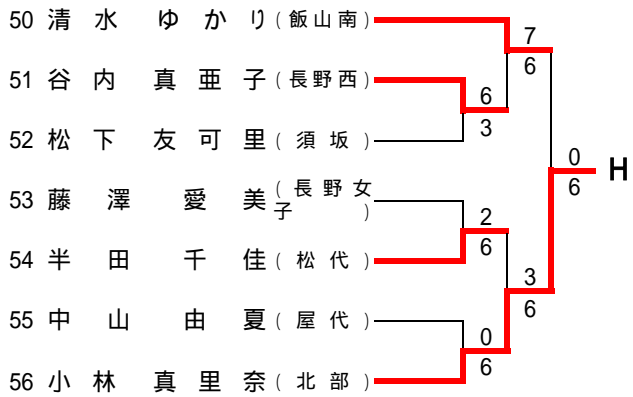 50 清水 ゆかり (飯山南)
7
6
51 谷内 真亜子 (長野西)
6
3
52 松下 友可里 (須坂)
0
6
H
53 藤澤 愛美 (長野女子)
2
6
54 半田 千佳 (松代)
3
6
55 中山 由夏 (屋代)
0
6
56 小林 真里奈 (北部)